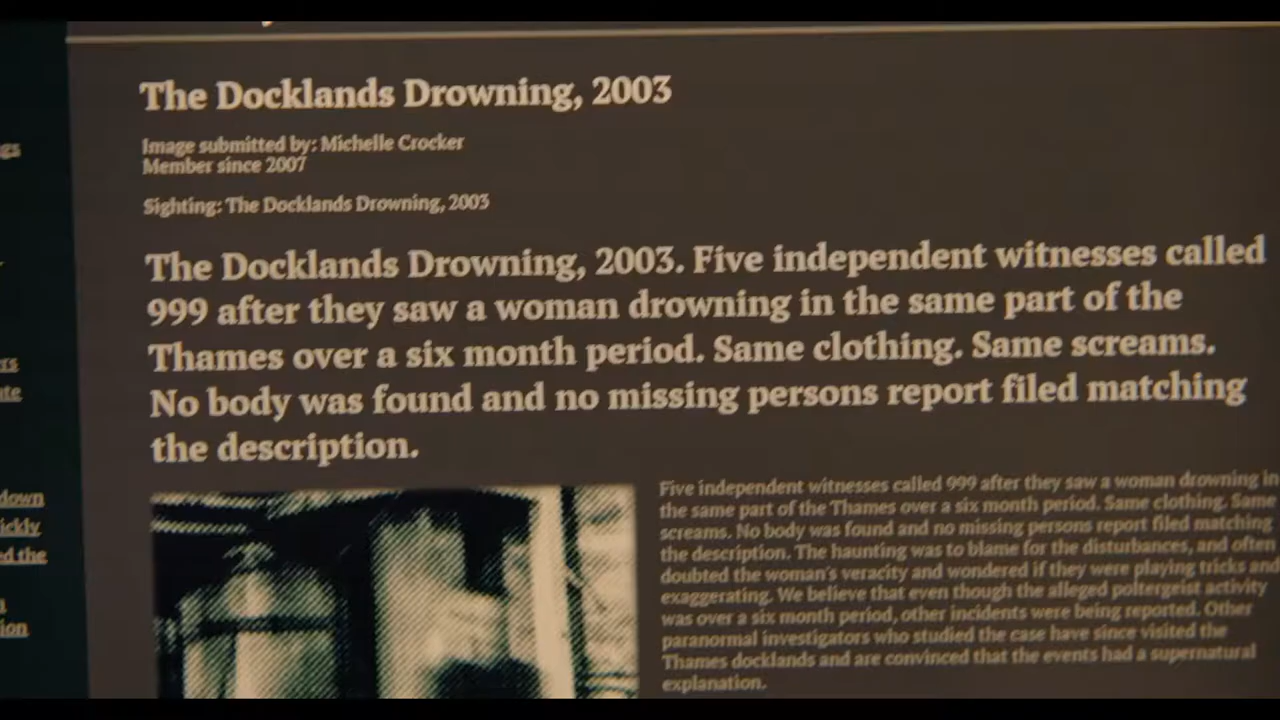 The Docklands Drowning, 2003
Image submitted by: Michelle Crocker
Member since 2007
Sighting: The Docklands Drowning, 2003
The Docklands Drowning, 2003. Five independent witnesses called
999 after they saw a woman drowning in the same part of the
Thames over a six month period. Same clothing. Same screams.
No body was found and no missing persons report filed matching
the description.
Five independent witnesses called 999 after they saw a woman drowning in
the same part of the Thames over a six month period. Same clothing. Same
screams. No body was found and no missing persons report filed matching
the description. The haunting was to blame for the disturbances, and often
doubted the woman's veracity and wondered if they were playing tricks and
exaggerating. We believe that even though the alleged poltergeist activity
was over a six month period, other incidents were being reported. Other
paranormal investigators who studied the case have since visited the
Thames docklands and are convinced that the events had a supernatural
explanation.
down
ed the